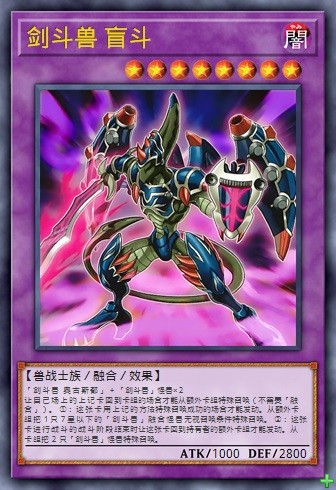 剑斗兽 盲斗
闇
【兽战士族／融合／效果】
「剑斗兽 奥古斯都」＋「剑斗兽」怪兽×2
让自己场上的上记卡回到卡组的场合才能从额外卡组特殊召唤（不需要「融
合」）。①：这张卡用上记的方法特殊召唤成功的场合才能发动。从额外卡
组把1只7星以下的「剑斗兽」融合怪兽无视召唤条件特殊召唤。②：这
张卡进行战斗的战斗阶段结束时让这张卡回到持有者的额外卡组才能发动。从
卡组把2只「剑斗兽」怪兽特殊召唤。
ATK/1000 DEF/2800